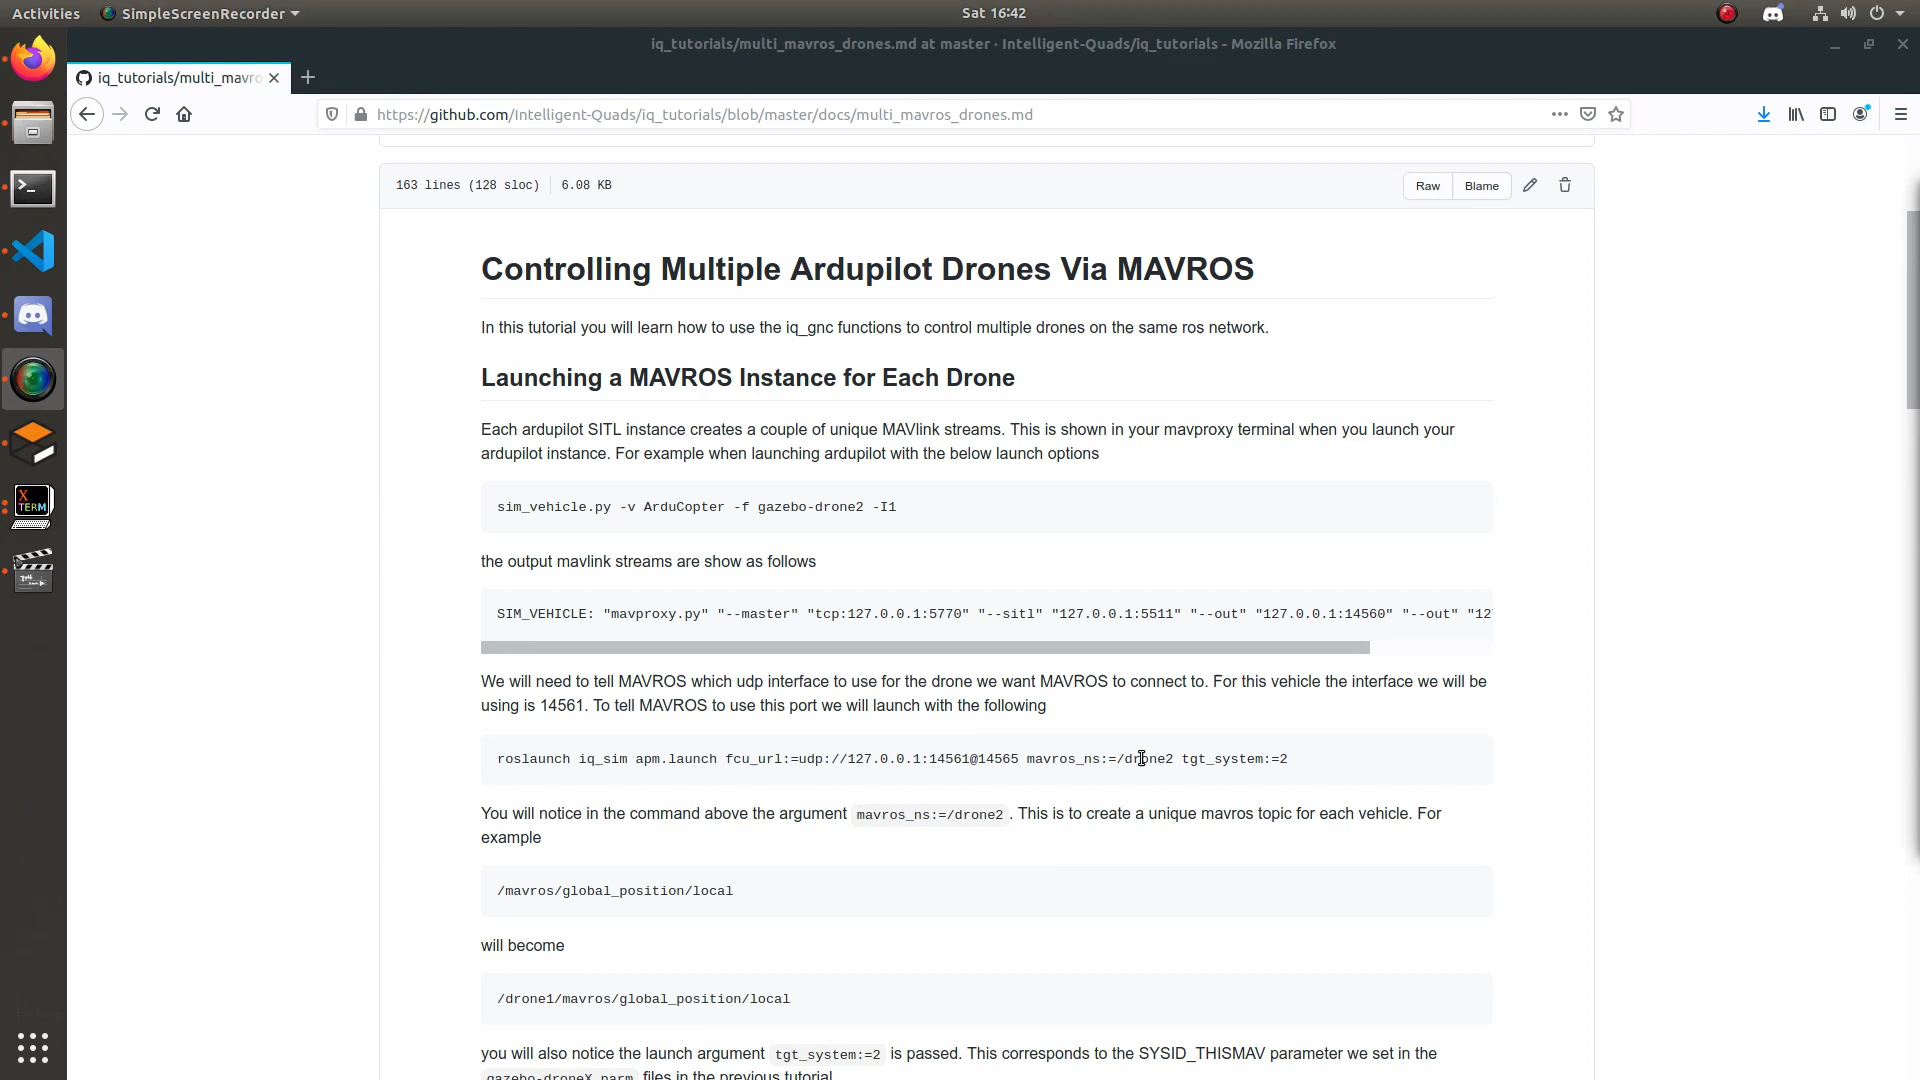 Activities SimpleScreenRecorder Sat 16:42
iq_tutorials/multi_mavros_drones.md at master · Intelligent-Quads/iq_tutorials - Mozilla Firefox
iq_tutorials/multi_mavro
https://github.com/Intelligent-Quads/iq_tutorials/blob/master/docs/multi_mavros_drones.md
163 lines (128 sloc) 6.08 KB Raw Blame
Controlling Multiple Ardupilot Drones Via MAVROS
In this tutorial you will learn how to use the iq_gnc functions to control multiple drones on the same ros network.
Launching a MAVROS Instance for Each Drone
Each ardupilot SITL instance creates a couple of unique MAVlink streams. This is shown in your mavproxy terminal when you launch your
ardupilot instance. For example when launching ardupilot with the below launch options
sim_vehicle.py -v ArduCopter -f gazebo-drone2 -I1
the output mavlink streams are show as follows
SIM_VEHICLE: "mavproxy.py" "--master" "tcp:127.0.0.1:5770" "--sitl" "127.0.0.1:5511" "--out" "127.0.0.1:14560" "--out" "127
We will need to tell MAVROS which udp interface to use for the drone we want MAVROS to connect to. For this vehicle the interface we will be
using is 14561. To tell MAVROS to use this port we will launch with the following
roslaunch iq_sim apm.launch fcu_url:=udp://127.0.0.1:14561@14565 mavros_ns:=/drone2 tgt_system:=2
You will notice in the command above the argument mavros_ns:=/drone2 . This is to create a unique mavros topic for each vehicle. For
example
/mavros/global_position/local
will become
/drone1/mavros/global_position/local
you will also notice the launch argument tgt_system:=2 is passed. This corresponds to the SYSID_THISMAV parameter we set in the
gazebo-droneX.parm files in the previous tutorial
X
TERM